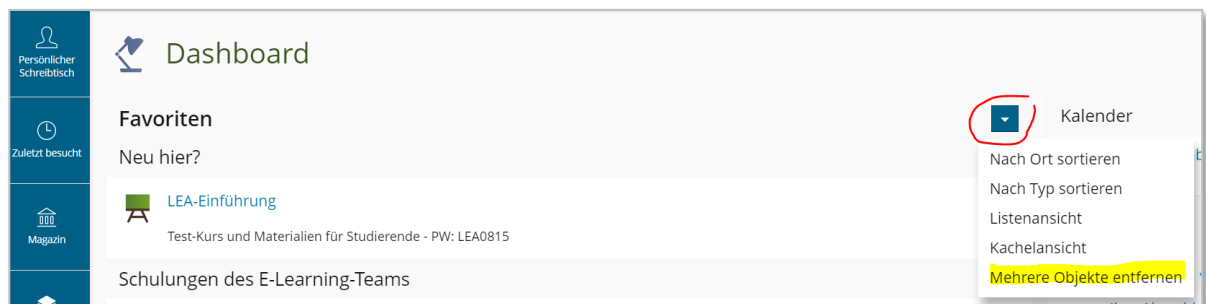 Persönlicher
Schreibtisch
Zuletzt besucht
Magazin
Dashboard
Favoriten
Neu hier?
LEA-Einführung
Test-Kurs und Materialien für Studierende - PW: LEA0815
Schulungen des E-Learning-Teams
Kalender
Nach Ort sortieren
Nach Typ sortieren
Listenansicht
Kachelansicht
Mehrere Objekte entfernen